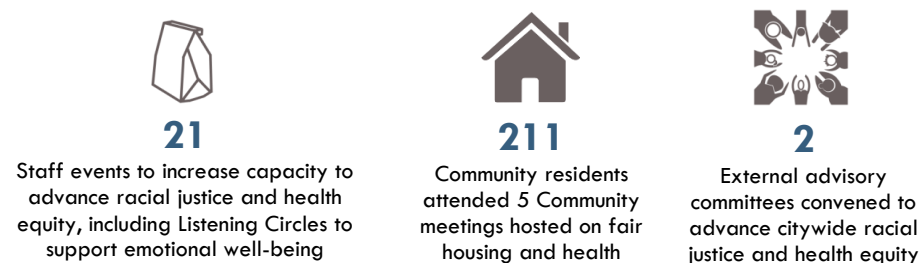 21
Staff events to increase capacity to
advance racial justice and health
equity, including Listening Circles to
support emotional well-being
211
Community residents
attended 5 Community
meetings hosted on fair
housing and health
2
External advisory
committees convened to
advance citywide racial
justice and health equity